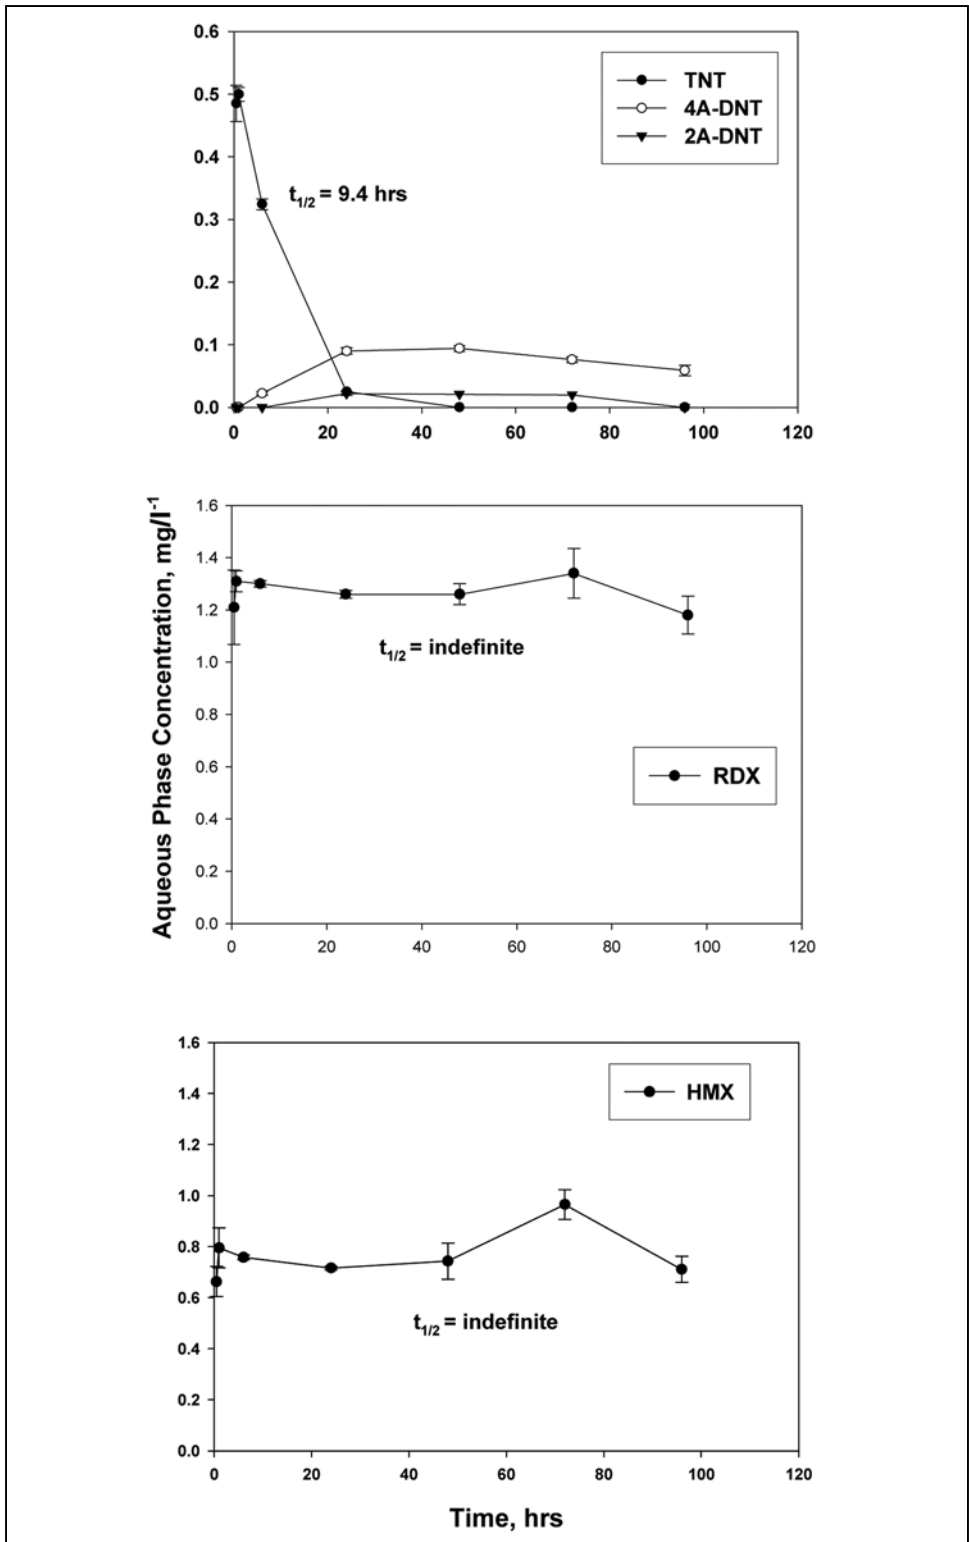 0.6
0.5
0.4
0.3
0.2
0.1
0.0
0 20 40 60 80 100 120
TNT
4A-DNT
2A-DNT
t1/2 = 9.4 hrs
Aqueous Phase Concentration, mg/l-1
1.6
1.4
1.2
1.0
0.8
0.6
0.4
0.2
0.0
0 20 40 60 80 100 120
t1/2 = indefinite
RDX
1.6
1.4
1.2
1.0
0.8
0.6
0.4
0.2
0.0
0 20 40 60 80 100 120
HMX
t1/2 = indefinite
Time, hrs